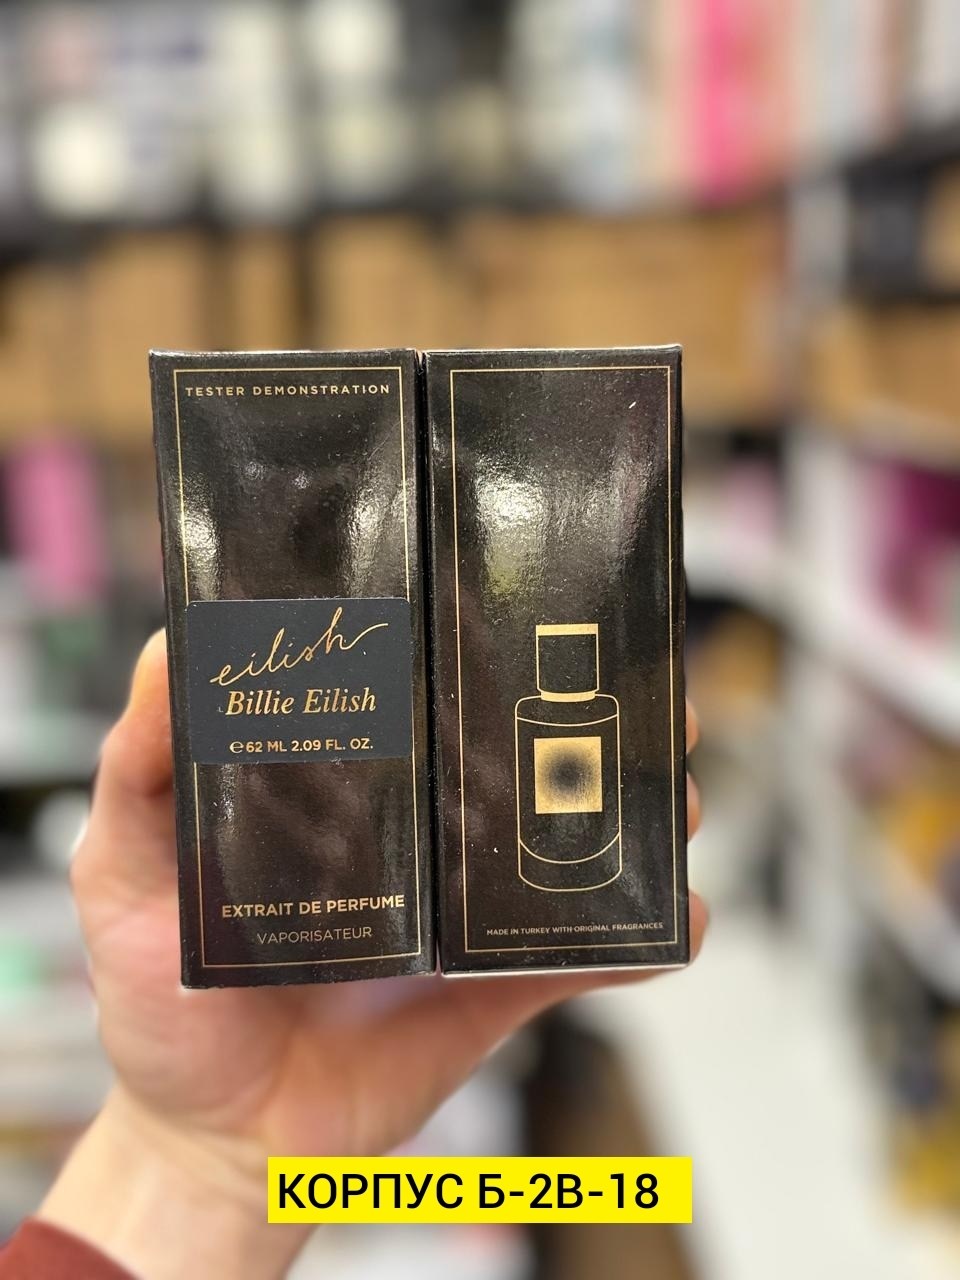 TESTER DEMONSTRATION
eilish
Billie Eilish
℮62 ML 2.09 FL. OZ.
EXTRAIT DE PERFUME
VAPORISATEUR
MADE IN TURKEY WITH ORIGINAL FRAGRANCES
КОРПУС Б-2В-18